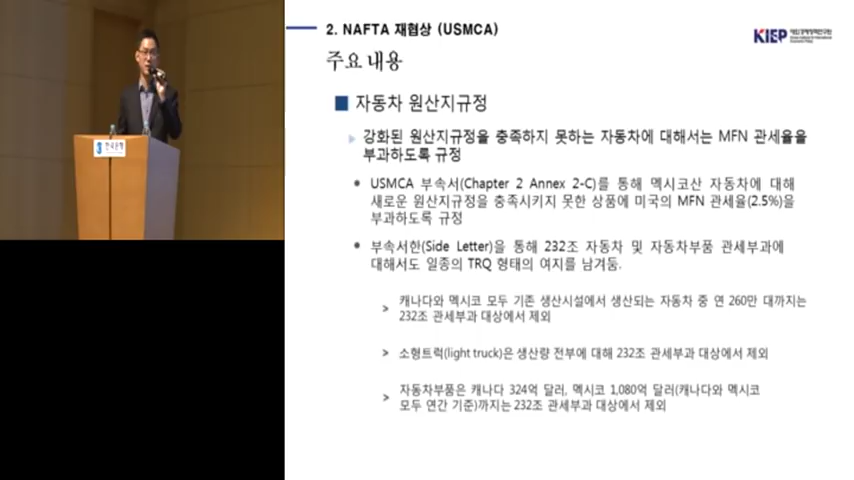 2. NAFTA 재협상 (USMCA)
KIEP 대외경제정책연구원
주요 내용
자동차 원산지규정
강화된 원산지규정을 충족하지 못하는 자동차에 대해서는 MFN 관세율을
부과하도록 규정
USMCA 부속서(Chapter 2 Annex 2-C)를 통해 멕시코산 자동차에 대해
새로운 원산지규정을 충족시키지 못한 상품에 미국의 MFN 관세율(2.5%)을
부과하도록 규정
부속서한(Side Letter)을 통해 232조 자동차 및 자동차부품 관세부과에
대해서도 일종의 TRQ 형태의 여지를 남겨둠.
캐나다와 멕시코 모두 기존 생산시설에서 생산되는 자동차 중 연 260만 대까지는
232조 관세부과 대상에서 제외
소형트럭(light truck)은 생산량 전부에 대해 232조 관세부과 대상에서 제외
자동차부품은 캐나다 324억 달러, 멕시코 1,080억 달러(캐나다와 멕시코
모두 연간 기준)까지는 232조 관세부과 대상에서 제외
한국은행